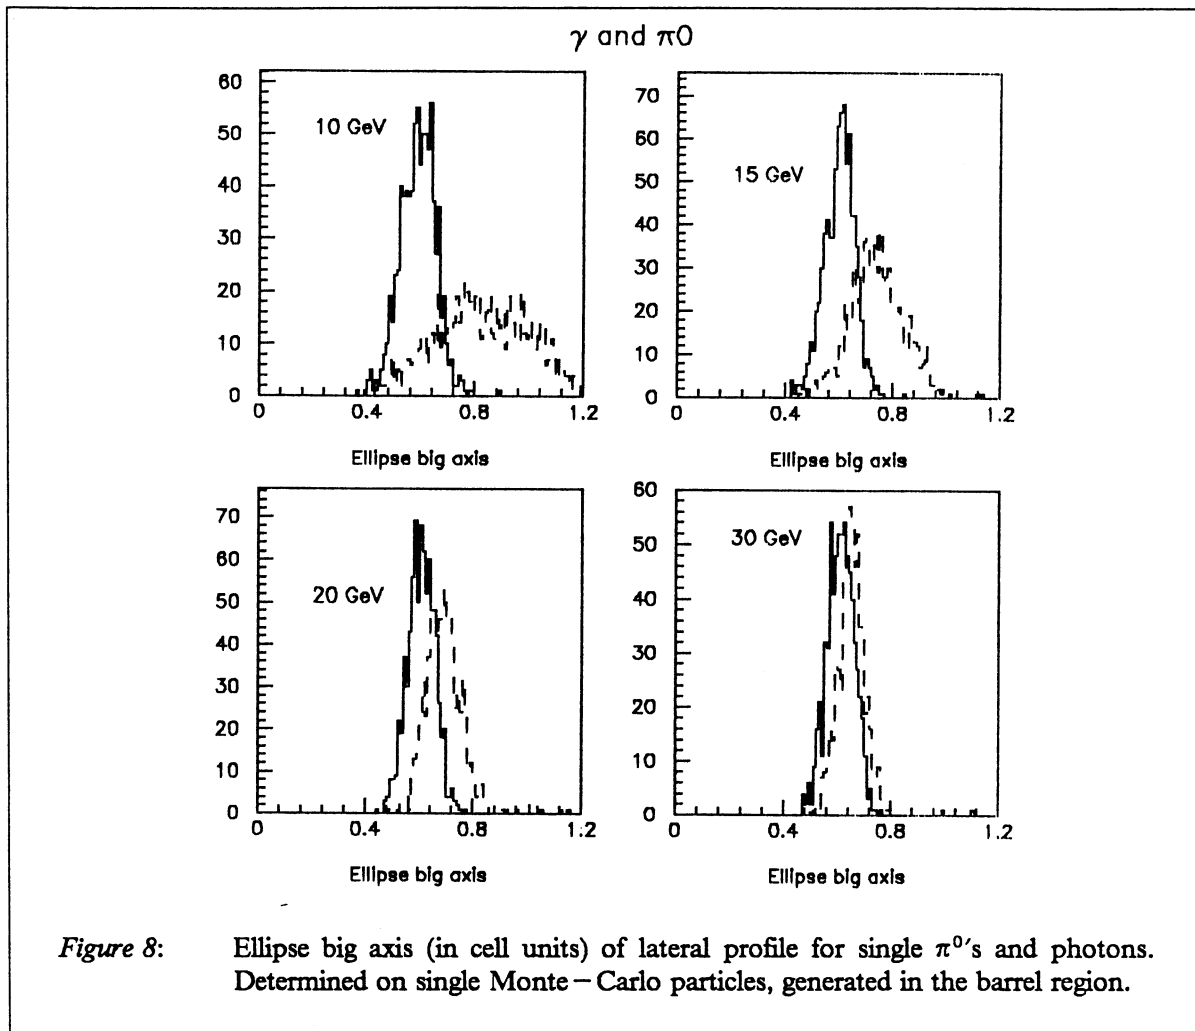 γ and π0
60
50
40
30
20
10
0
10 GeV
0 0.4 0.8 1.2
Ellipse big axis
70
60
50
40
30
20
10
0
15 GeV
0 0.4 0.8 1.2
Ellipse big axis
70
60
50
40
30
20
10
0
20 GeV
0 0.4 0.8 1.2
Ellipse big axis
60
50
40
30
20
10
0
30 GeV
0 0.4 0.8 1.2
Ellipse big axis
Figure 8: Ellipse big axis (in cell units) of lateral profile for single π⁰'s and photons.
Determined on single Monte−Carlo particles, generated in the barrel region.